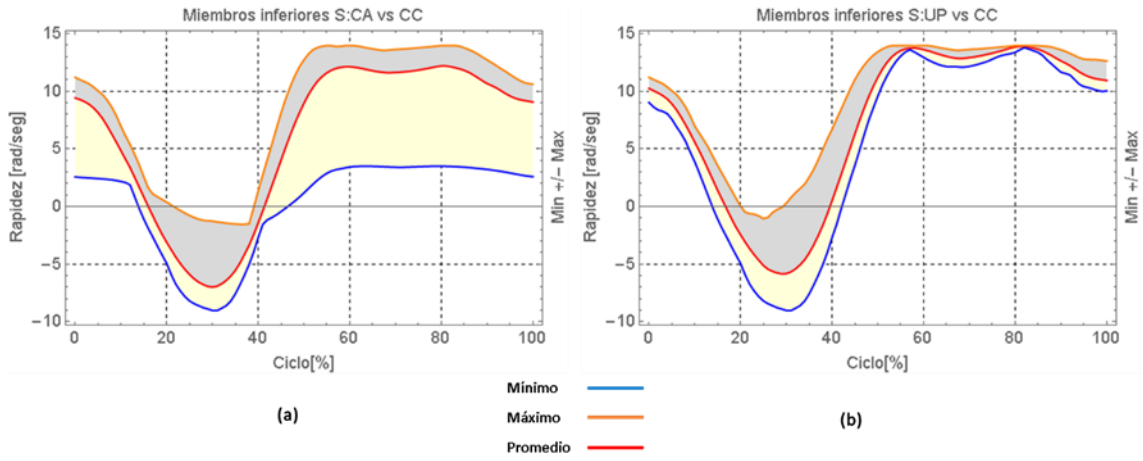 Miembros inferiores S:CA vs CC
15
10
5
0
−5
−10
Rapidez [rad/seg]
Min +/− Max
0
20
40
60
80
100
Ciclo[%]
(a)
Miembros inferiores S:UP vs CC
15
10
5
0
−5
−10
Rapidez [rad/seg]
Min +/− Max
0
20
40
60
80
100
Ciclo[%]
(b)
Mínimo
Máximo
Promedio